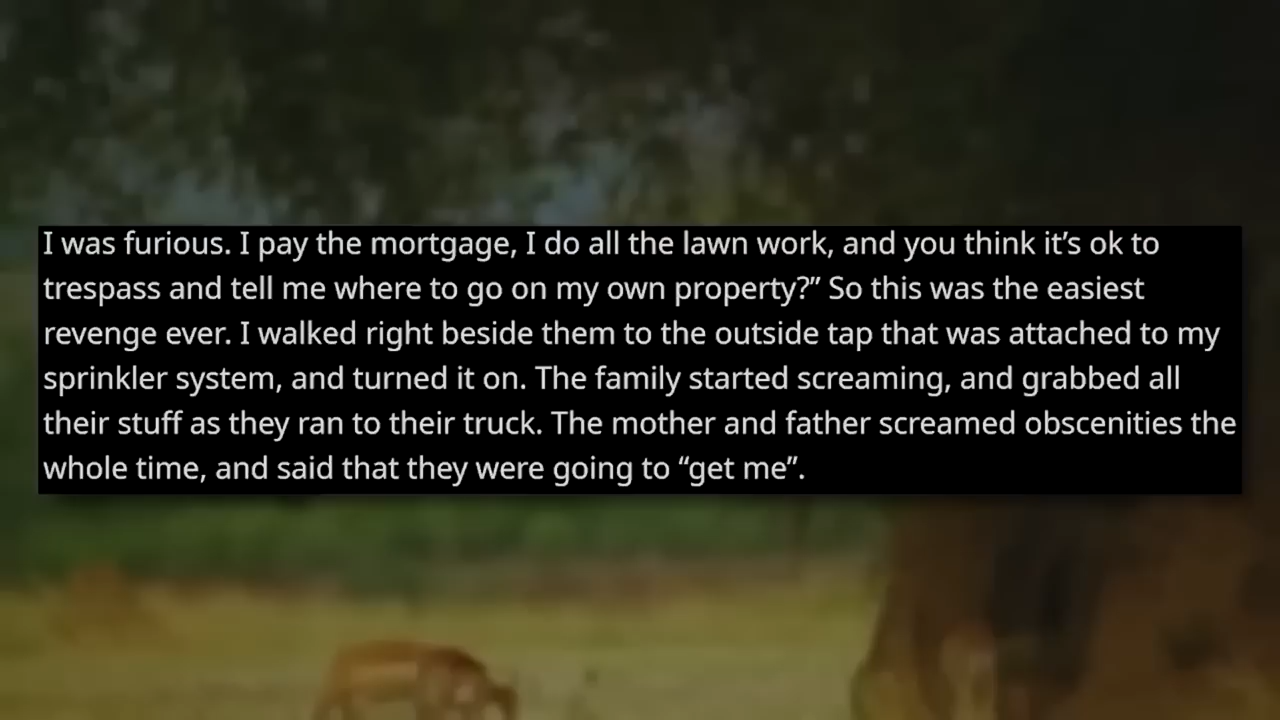 I was furious. I pay the mortgage, I do all the lawn work, and you think it’s ok to
trespass and tell me where to go on my own property?” So this was the easiest
revenge ever. I walked right beside them to the outside tap that was attached to my
sprinkler system, and turned it on. The family started screaming, and grabbed all
their stuff as they ran to their truck. The mother and father screamed obscenities the
whole time, and said that they were going to “get me”.